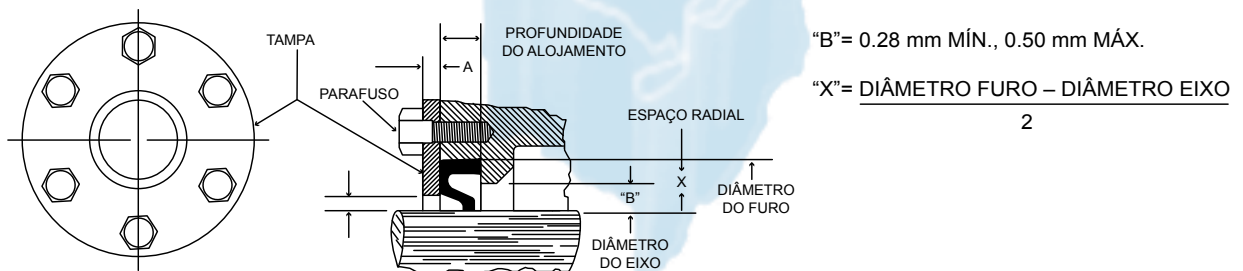 TAMPA
PARAFUSO
A
PROFUNDIDADE
DO ALOJAMENTO
ESPAÇO RADIAL
X
"B"
DIÂMETRO
DO FURO
DIÂMETRO
DO EIXO
“B”= 0.28 mm MÍN., 0.50 mm MÁX.
“X”= DIÂMETRO FURO – DIÂMETRO EIXO
2